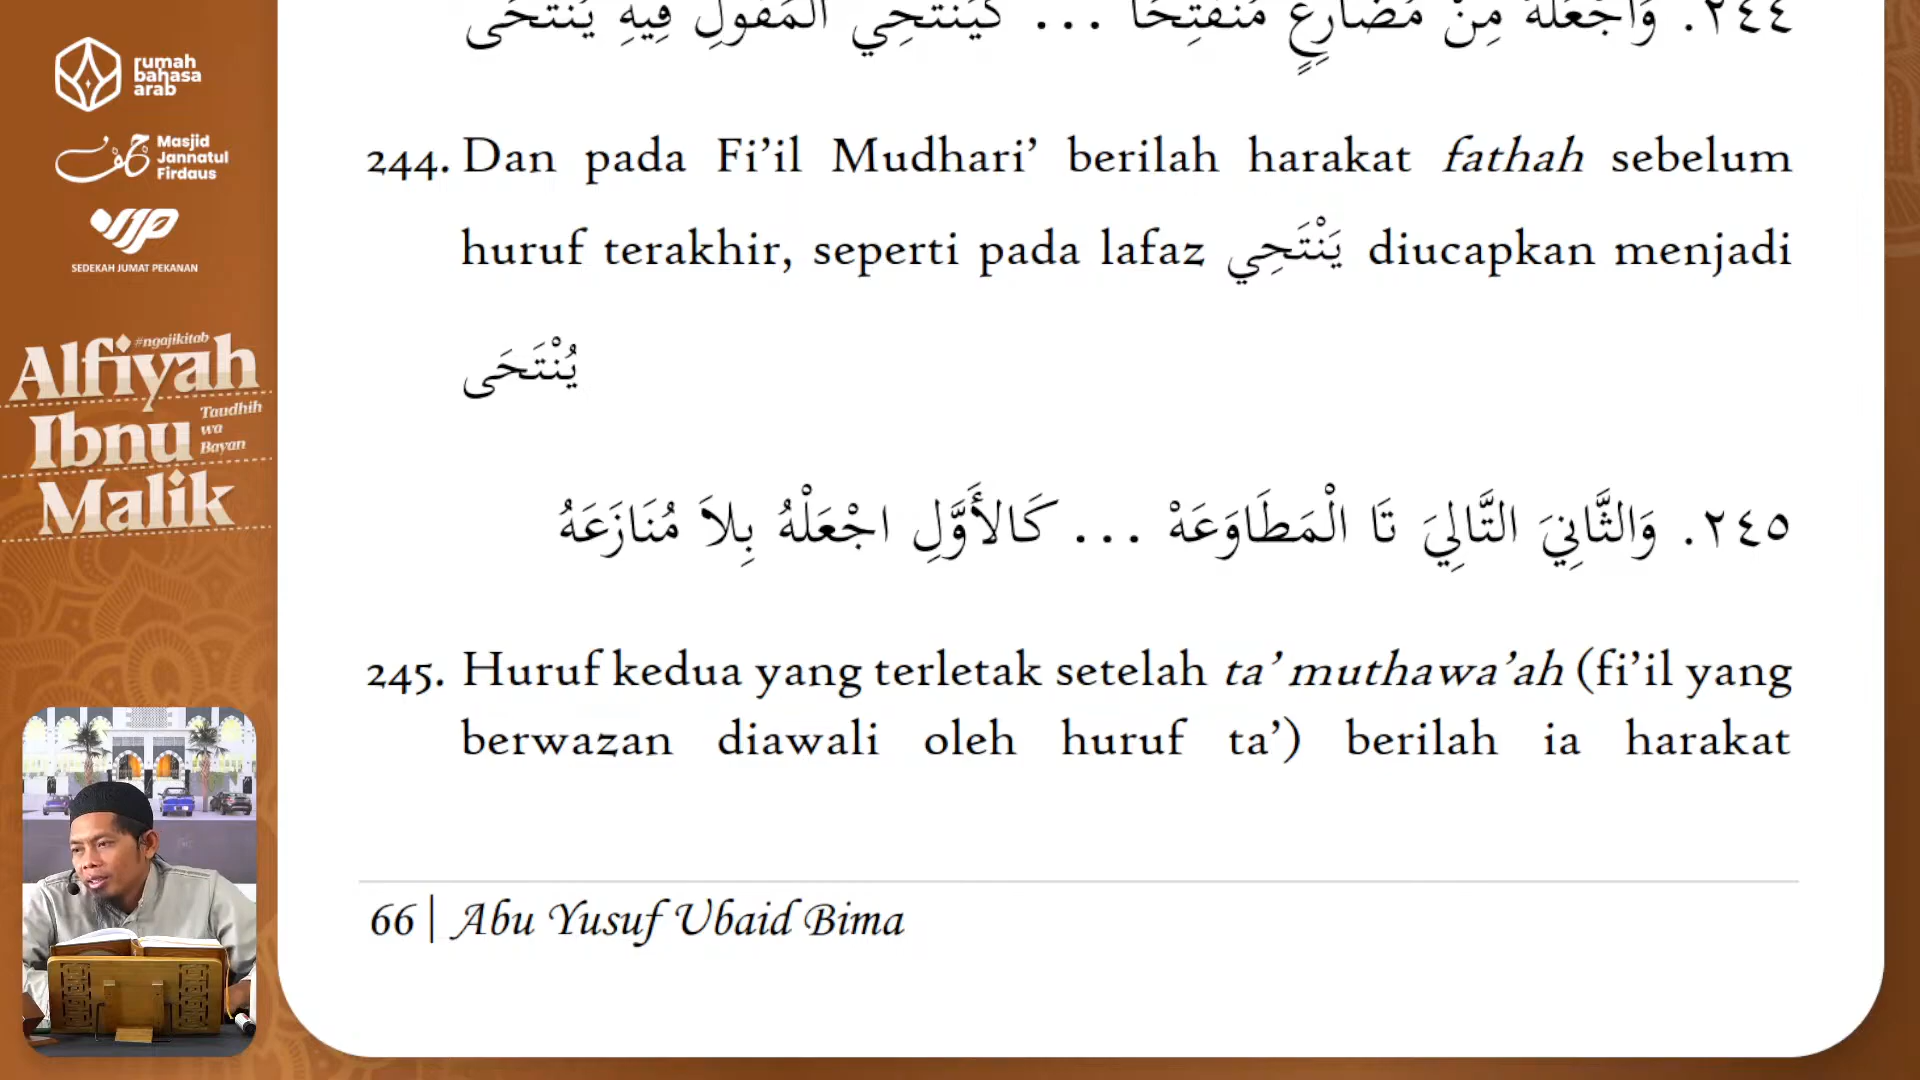 rumah
bahasa
arab
Masjid
Jannatul
Firdaus
SEDEKAH JUMAT PEKANAN
#ngajikitab
Alfiyah
Ibnu
Malik
Taudhih
wa
Bayan
٢٤٤. وَاجْعَلْهُ مِنْ مُضَارِعٍ مُنْفَتِحَا ... كَيَنْتَحِي الْمَقُولِ فِيهِ يُنْتَحَى
244. Dan pada Fi’il Mudhari’ berilah harakat fathah sebelum
huruf terakhir, seperti pada lafaz يَنْتَحِي diucapkan menjadi
يُنْتَحَى
٢٤٥. وَالثَّانِيَ التَّالِيَ تَا الْمَطَاوَعَهْ ... كَالأَوَّلِ اجْعَلْهُ بِلاَ مُنَازَعَهُ
245. Huruf kedua yang terletak setelah ta’ muthawa’ah (fi’il yang
berwazan diawali oleh huruf ta’) berilah ia harakat
66 | Abu Yusuf Ubaid Bima